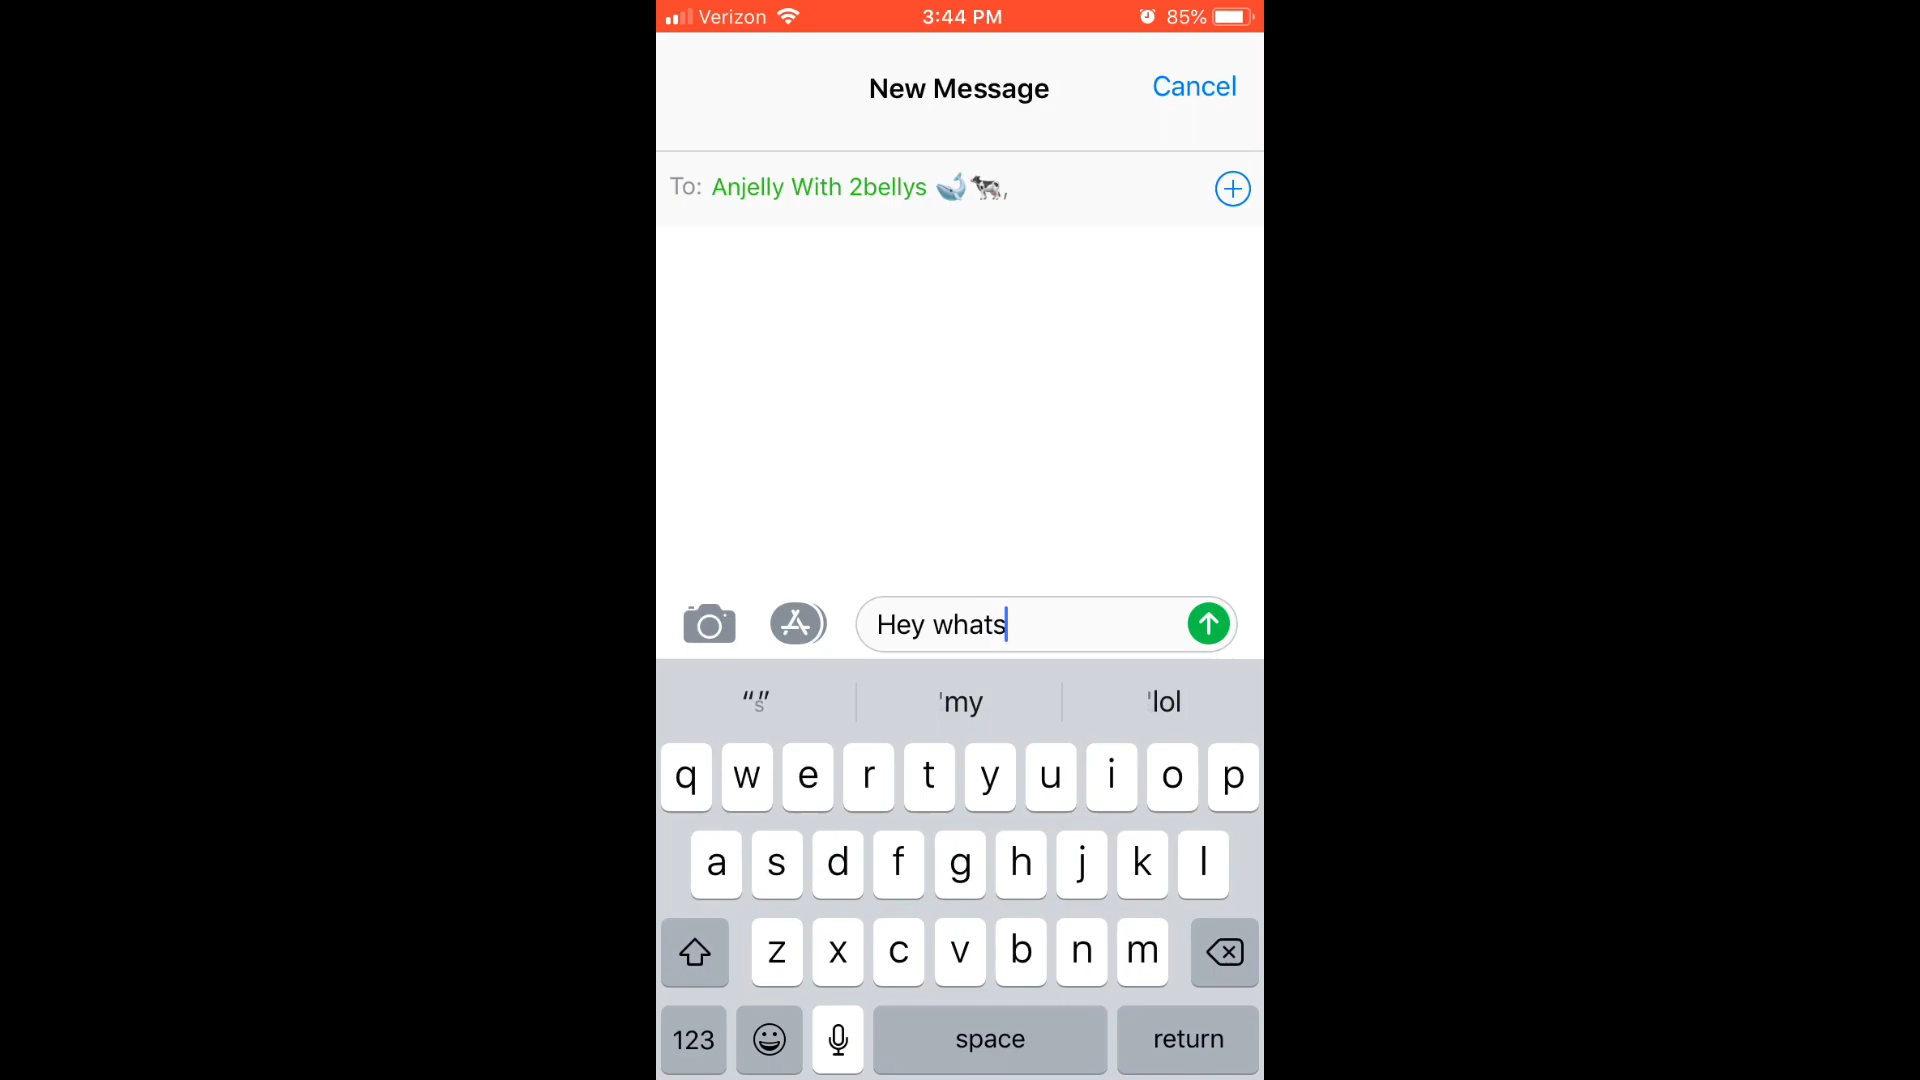 Verizon 3:44 PM 85%
New Message Cancel
To: Anjelly With 2bellys 🐳🐄,
Hey whats
“s” 'my 'lol
q w e r t y u i o p
a s d f g h j k l
z x c v b n m
123 space return